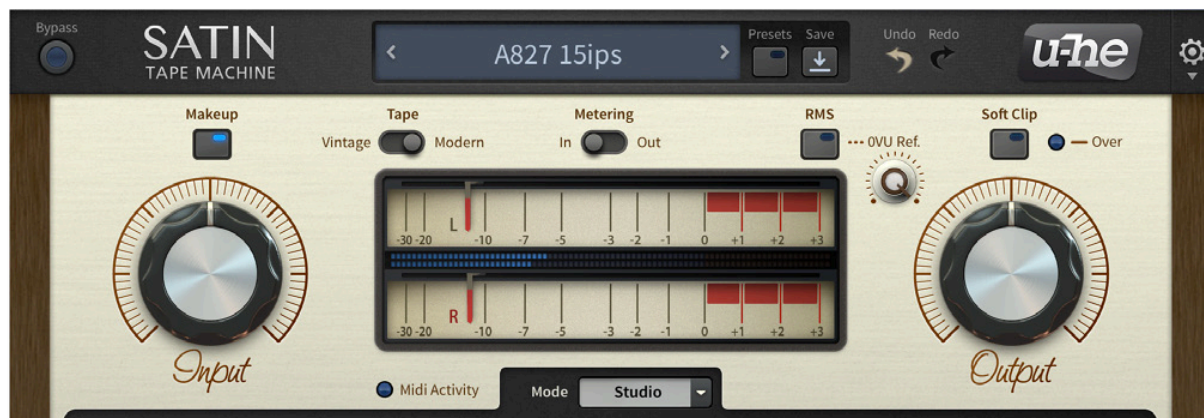 Bypass
SATIN
TAPE MACHINE
A827 15ips
Presets Save
Undo Redo
u-he
Makeup
Tape
Vintage Modern
Metering
In Out
RMS
0VU Ref.
Soft Clip
Over
L
-30 -20 -10 -7 -5 -3 -2 -1 0 +1 +2 +3
R
-30 -20 -10 -7 -5 -3 -2 -1 0 +1 +2 +3
Input
Output
Midi Activity
Mode Studio